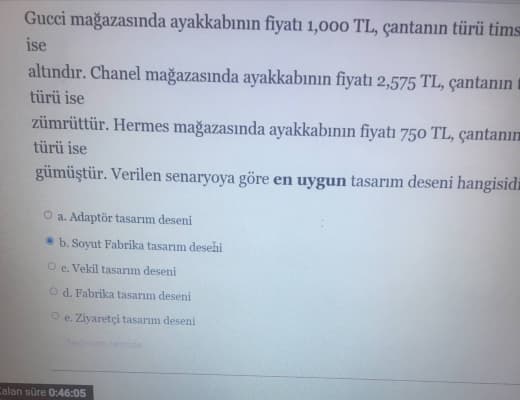 Gucci mağazasında ayakkabının fiyatı 1,000 TL, çantanın türü tims
ise
altındır. Chanel mağazasında ayakkabının fiyatı 2,575 TL, çantanın
türü ise
zümrüttür. Hermes mağazasında ayakkabının fiyatı 750 TL, çantanın
türü ise
gümüştür. Verilen senaryoya göre en uygun tasarım deseni hangisidi
a. Adaptör tasarım deseni
b. Soyut Fabrika tasarım deseni
c. Vekil tasarım deseni
d. Fabrika tasarım deseni
e. Ziyaretçi tasarım deseni
alan süre 0:46:05